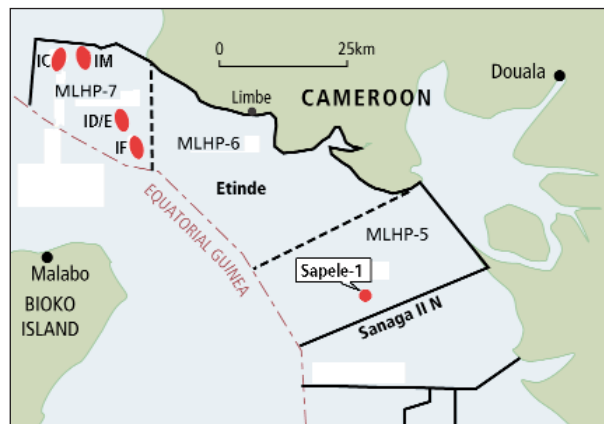 IC
IM
25km
Douala
MLHP-7
Limbe
CAMEROON
ID/E
MLHP-6
IF
Etinde
EQUATORIAL GUINEA
MLHP-5
Malabo
Sapele-1
BIOKO
ISLAND
Sanaga II N
0